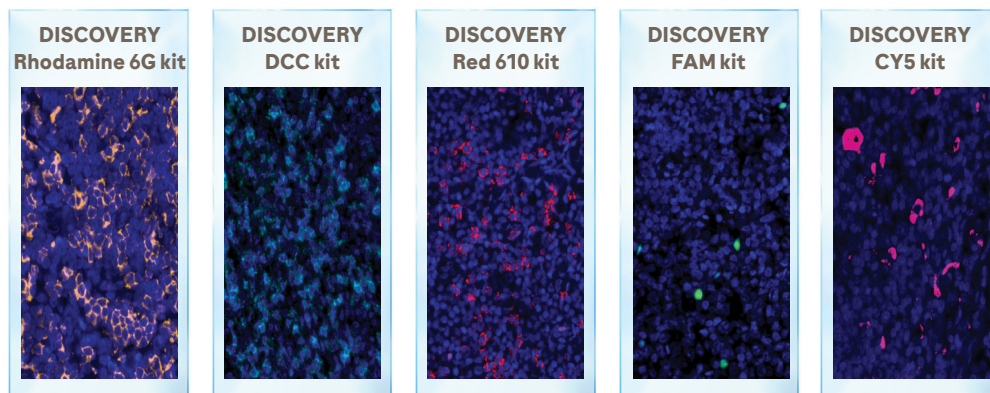 DISCOVERY
Rhodamine 6G kit
DISCOVERY
DCC kit
DISCOVERY
Red 610 kit
DISCOVERY
FAM kit
DISCOVERY
CY5 kit